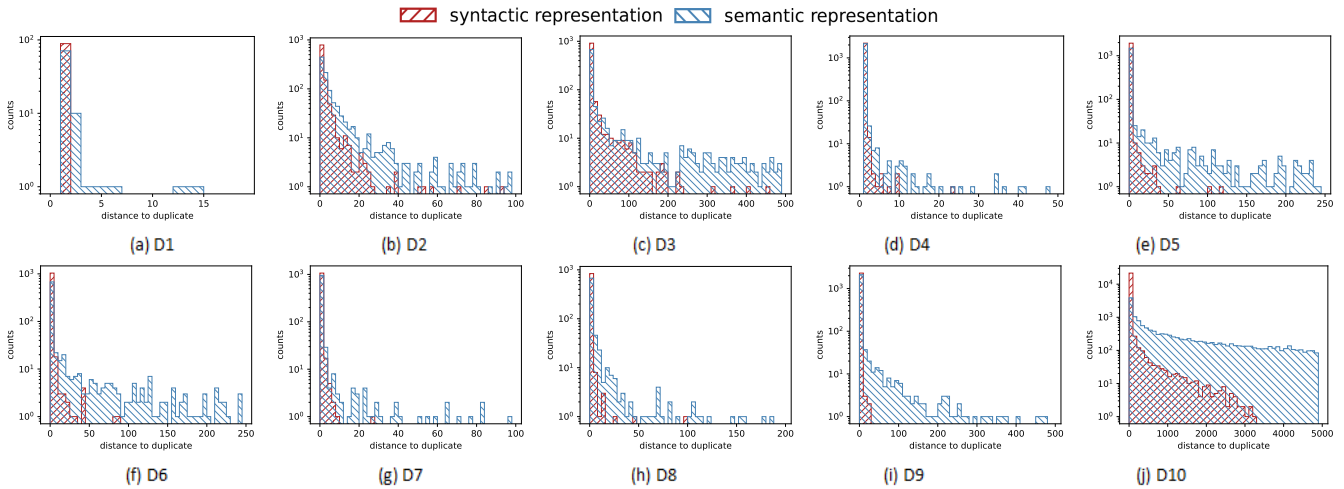 syntactic representation semantic representation
10² 10¹ 10⁰
counts
0 5 10 15
distance to duplicate
(a) D1
10³ 10² 10¹ 10⁰
counts
0 20 40 60 80 100
distance to duplicate
(b) D2
10³ 10² 10¹ 10⁰
counts
0 100 200 300 400 500
distance to duplicate
(c) D3
10³ 10² 10¹ 10⁰
counts
0 10 20 30 40 50
distance to duplicate
(d) D4
10³ 10² 10¹ 10⁰
counts
0 50 100 150 200 250
distance to duplicate
(e) D5
10³ 10² 10¹ 10⁰
counts
0 50 100 150 200 250
distance to duplicate
(f) D6
10³ 10² 10¹ 10⁰
counts
0 20 40 60 80 100
distance to duplicate
(g) D7
10³ 10² 10¹ 10⁰
counts
0 50 100 150 200
distance to duplicate
(h) D8
10³ 10² 10¹ 10⁰
counts
0 100 200 300 400 500
distance to duplicate
(i) D9
10⁴ 10³ 10² 10¹ 10⁰
counts
0 1000 2000 3000 4000 5000
distance to duplicate
(j) D10